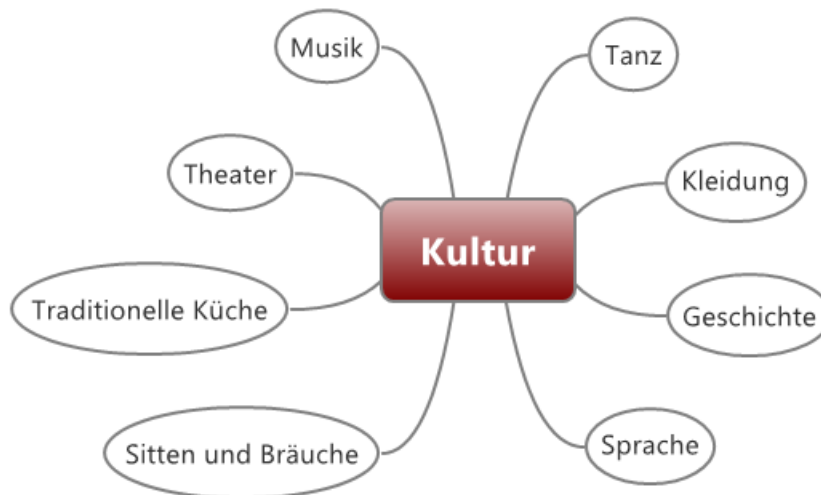 Musik
Tanz
Theater
Kleidung
Kultur
Traditionelle Küche
Geschichte
Sitten und Bräuche
Sprache